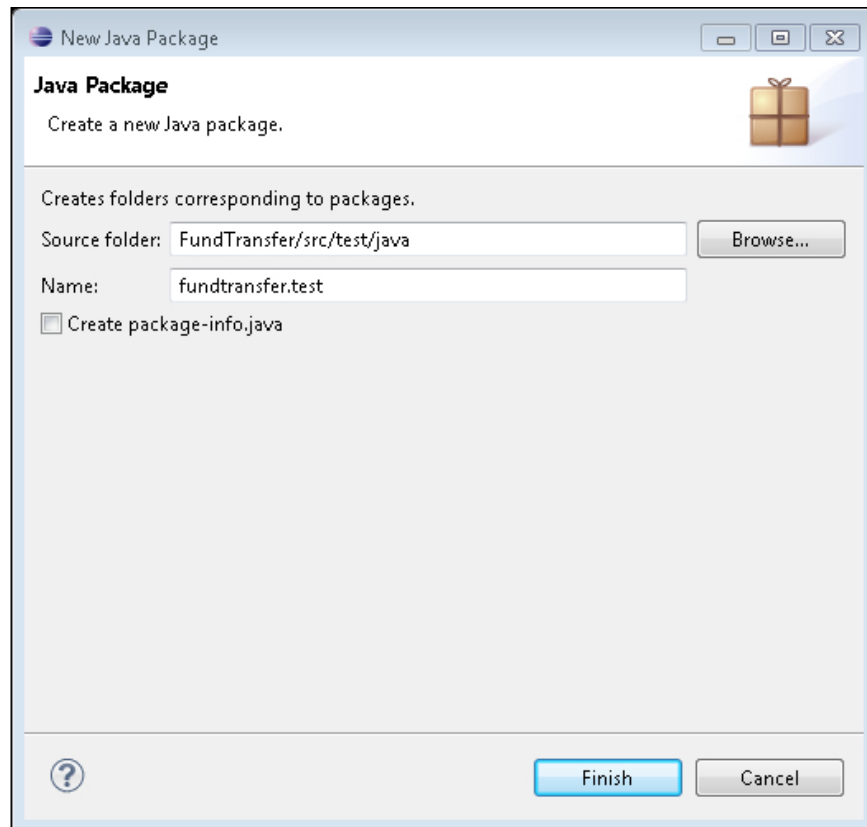 New Java Package
Java Package
Create a new Java package.
Creates folders corresponding to packages.
Source folder: FundTransfer/src/test/java Browse...
Name: fundtransfer.test
Create package-info.java
? Finish Cancel